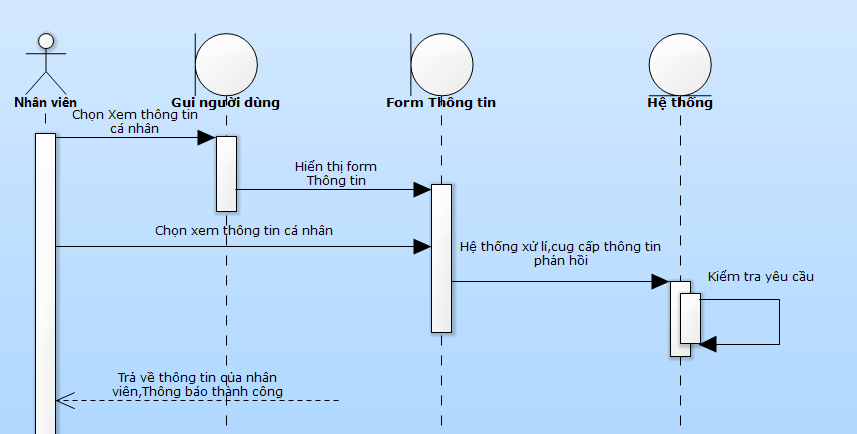 Nhân viên
Gui người dùng
Form Thông tin
Hệ thống
Chọn Xem thông tin
cá nhân
Hiển thị form
Thông tin
Chọn xem thông tin cá nhân
Hệ thống xử lí,cug cấp thông tin
phản hồi
Kiểm tra yêu cầu
Trả về thông tin của nhân
viên,Thông báo thành công